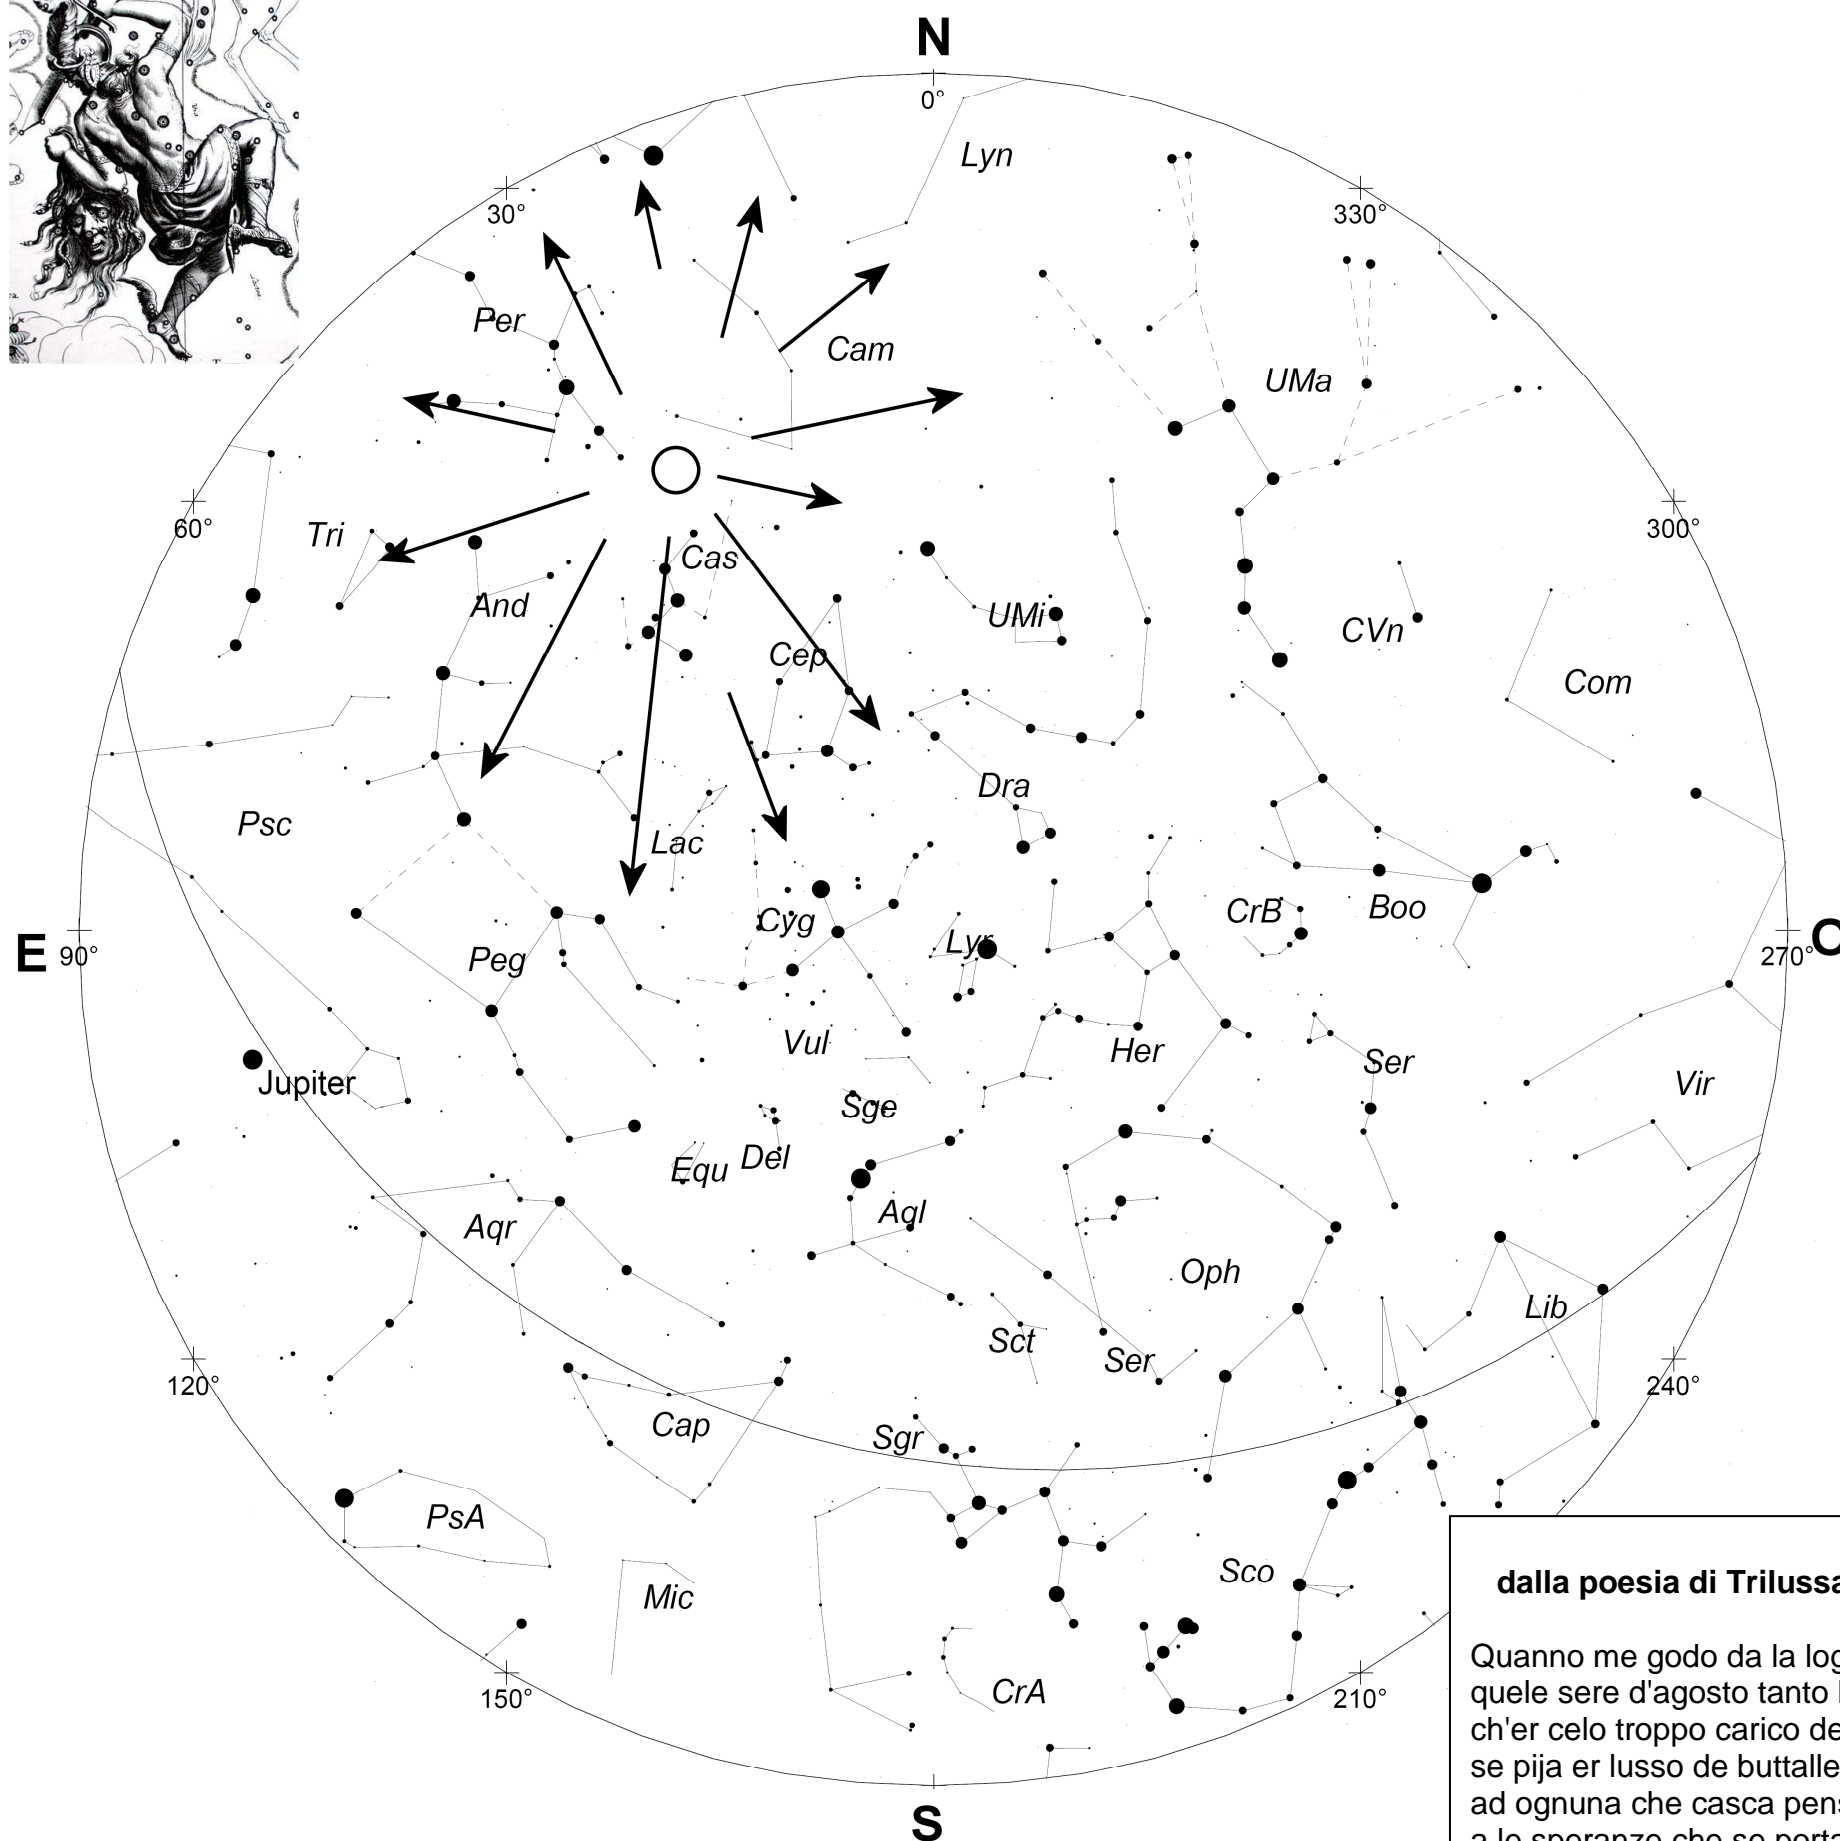 N
0°
Lyn
30°
330°
Per
Cam
UMa
60°
Tri
300°
Cas
And
UMi
CVn
Cep
Com
Dra
Psc
Lac
Cyg
CrB
Boo
Lyr
E 90°
Peg
270°
Vul
Her
Ser
Jupiter
Vir
Sge
Equ
Del
Aql
Aqr
Oph
Lib
Sct
Ser
120°
240°
Cap
Sgr
PsA
Sco
Mic
CrA
150°
210°
S
dalla poesia di Trilussa
Quanno me godo da la
quele sere d'agosto tanto
ch'er celo troppo carico de
se pija er lusso de buttalle
ad ognuna che casca
a le speranze che se